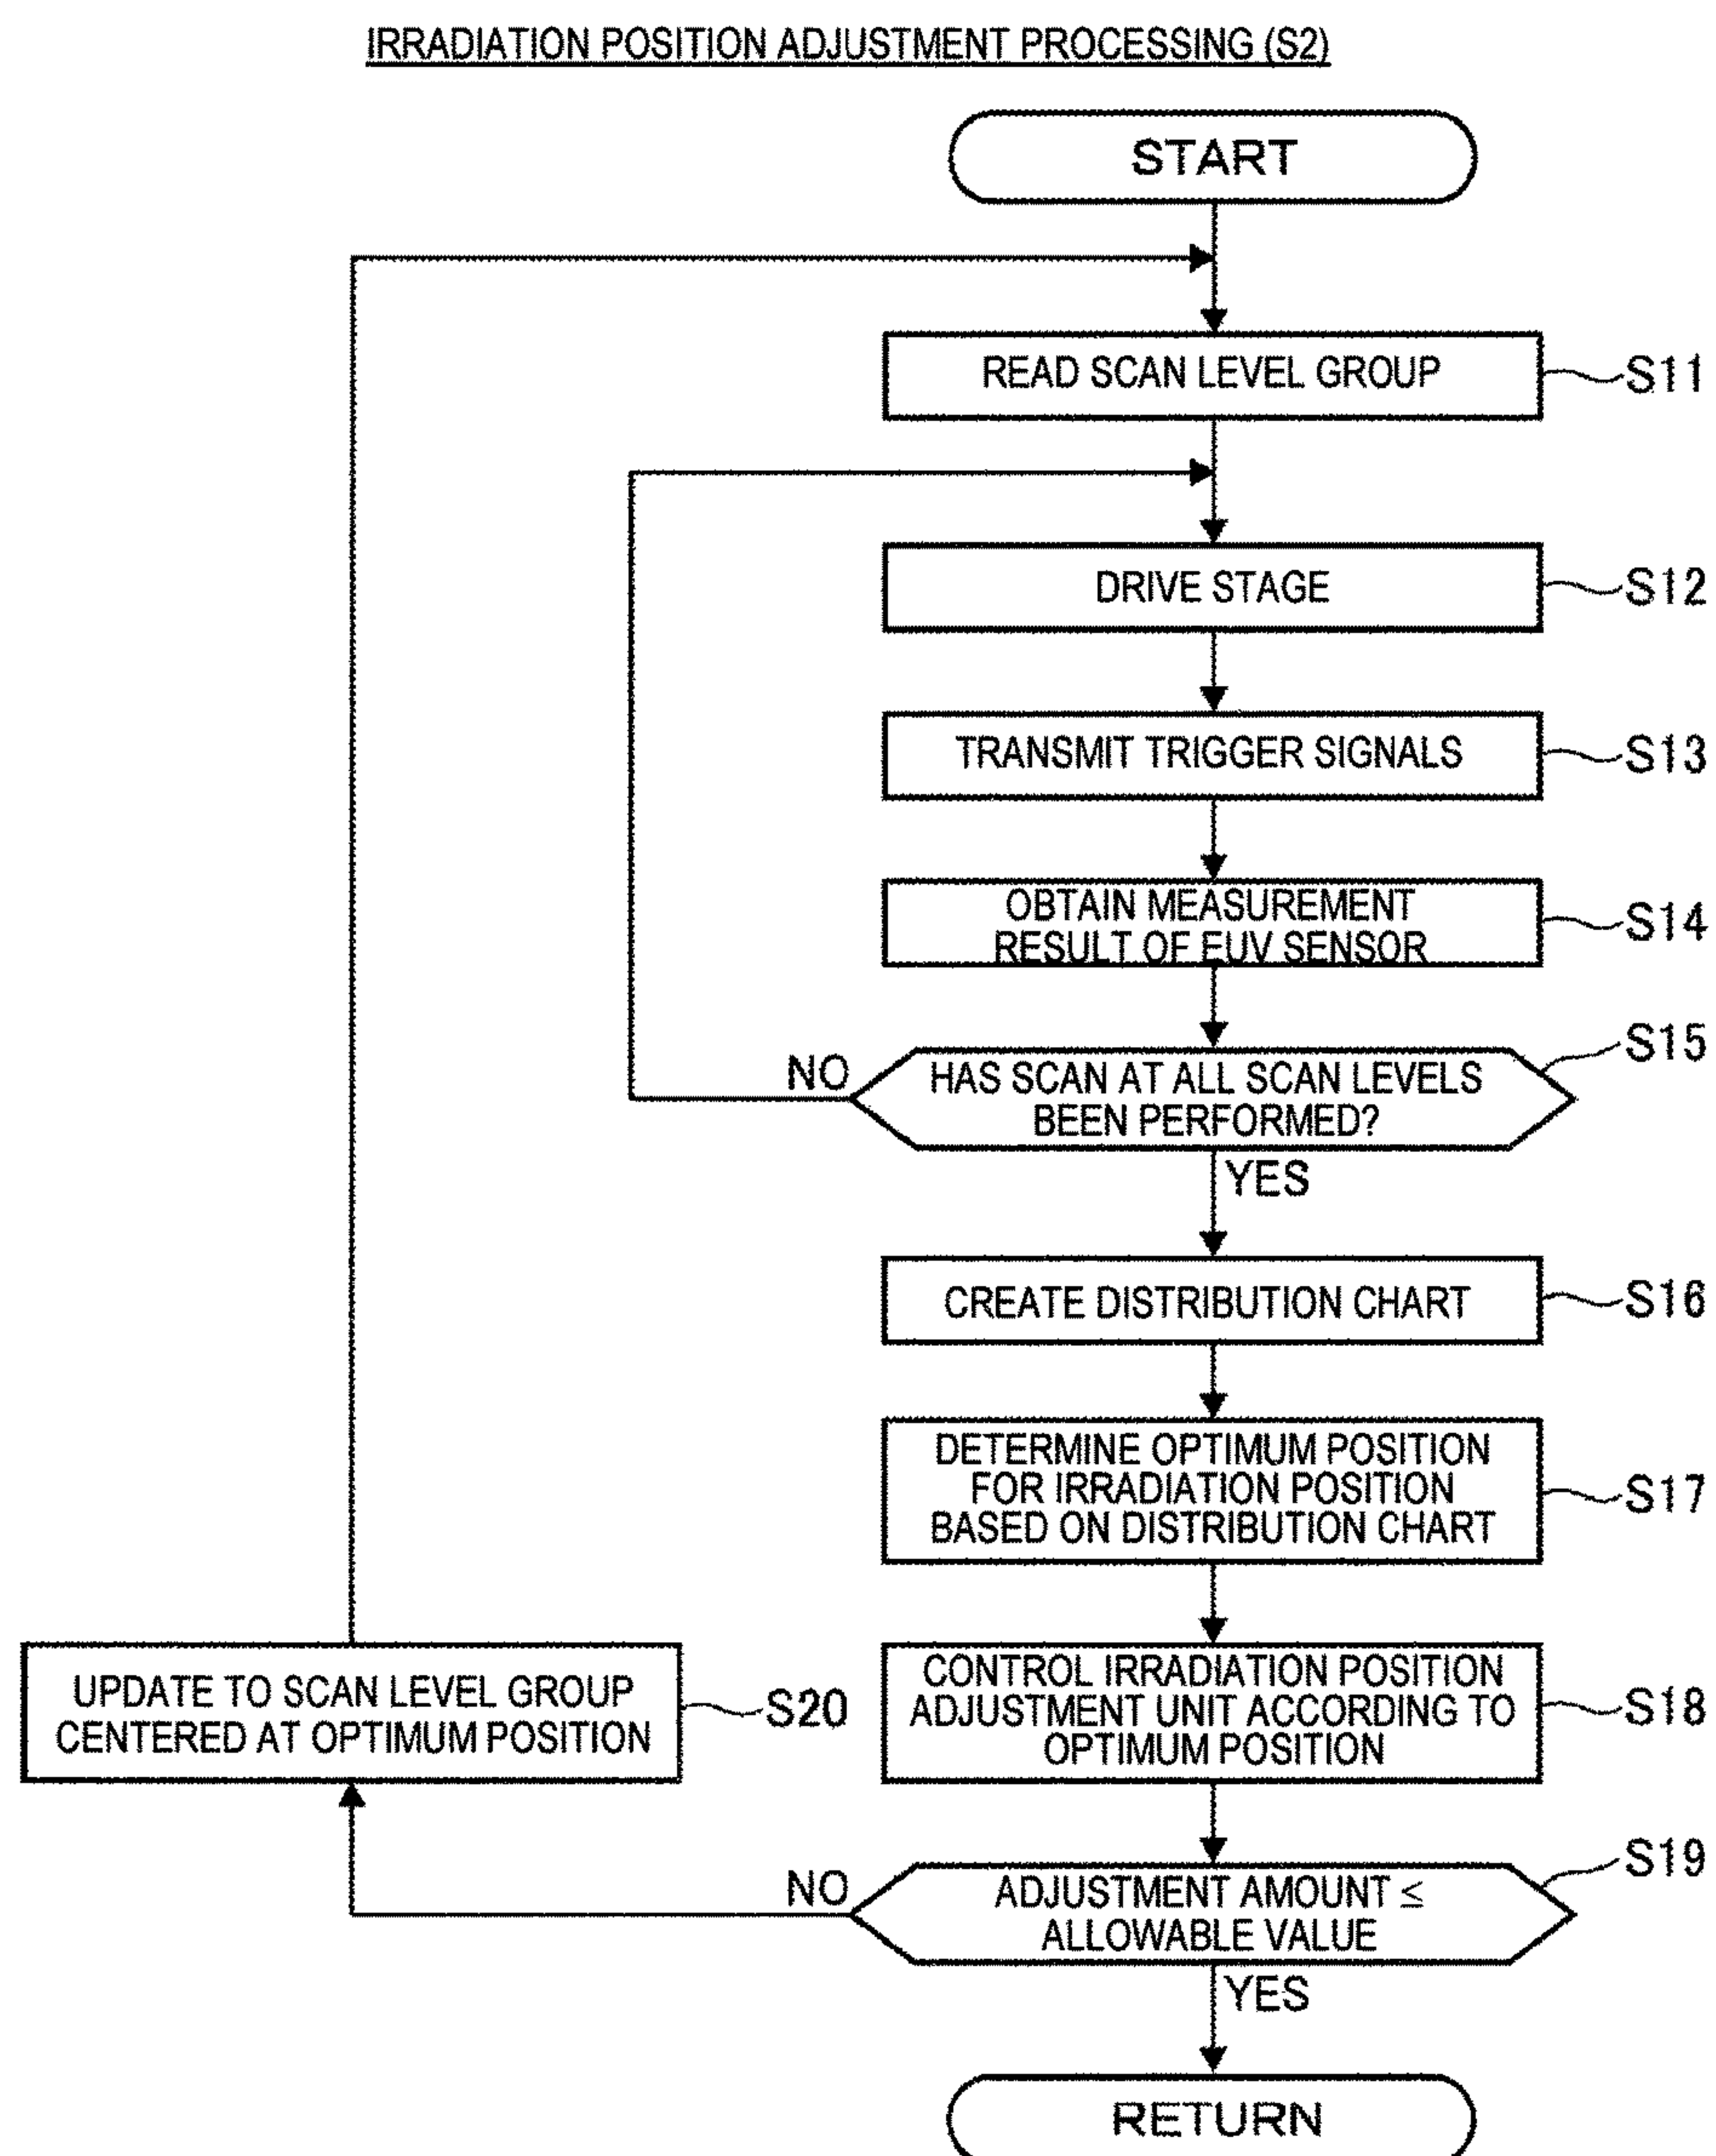 IRRADIATION POSITION ADJUSTMENT PROCESSING (S2)
START
READ SCAN LEVEL GROUP
S11
DRIVE STAGE
S12
TRANSMIT TRIGGER SIGNALS
S13
OBTAIN MEASUREMENT
RESULT OF EUV SENSOR
S14
HAS SCAN AT ALL SCAN LEVELS
BEEN PERFORMED?
S15
NO
YES
CREATE DISTRIBUTION CHART
S16
DETERMINE OPTIMUM POSITION
FOR IRRADIATION POSITION
BASED ON DISTRIBUTION CHART
S17
CONTROL IRRADIATION POSITION
ADJUSTMENT UNIT ACCORDING TO
OPTIMUM POSITION
S18
ADJUSTMENT AMOUNT ≤
ALLOWABLE VALUE
S19
NO
UPDATE TO SCAN LEVEL GROUP
CENTERED AT OPTIMUM POSITION
S20
YES
RETURN